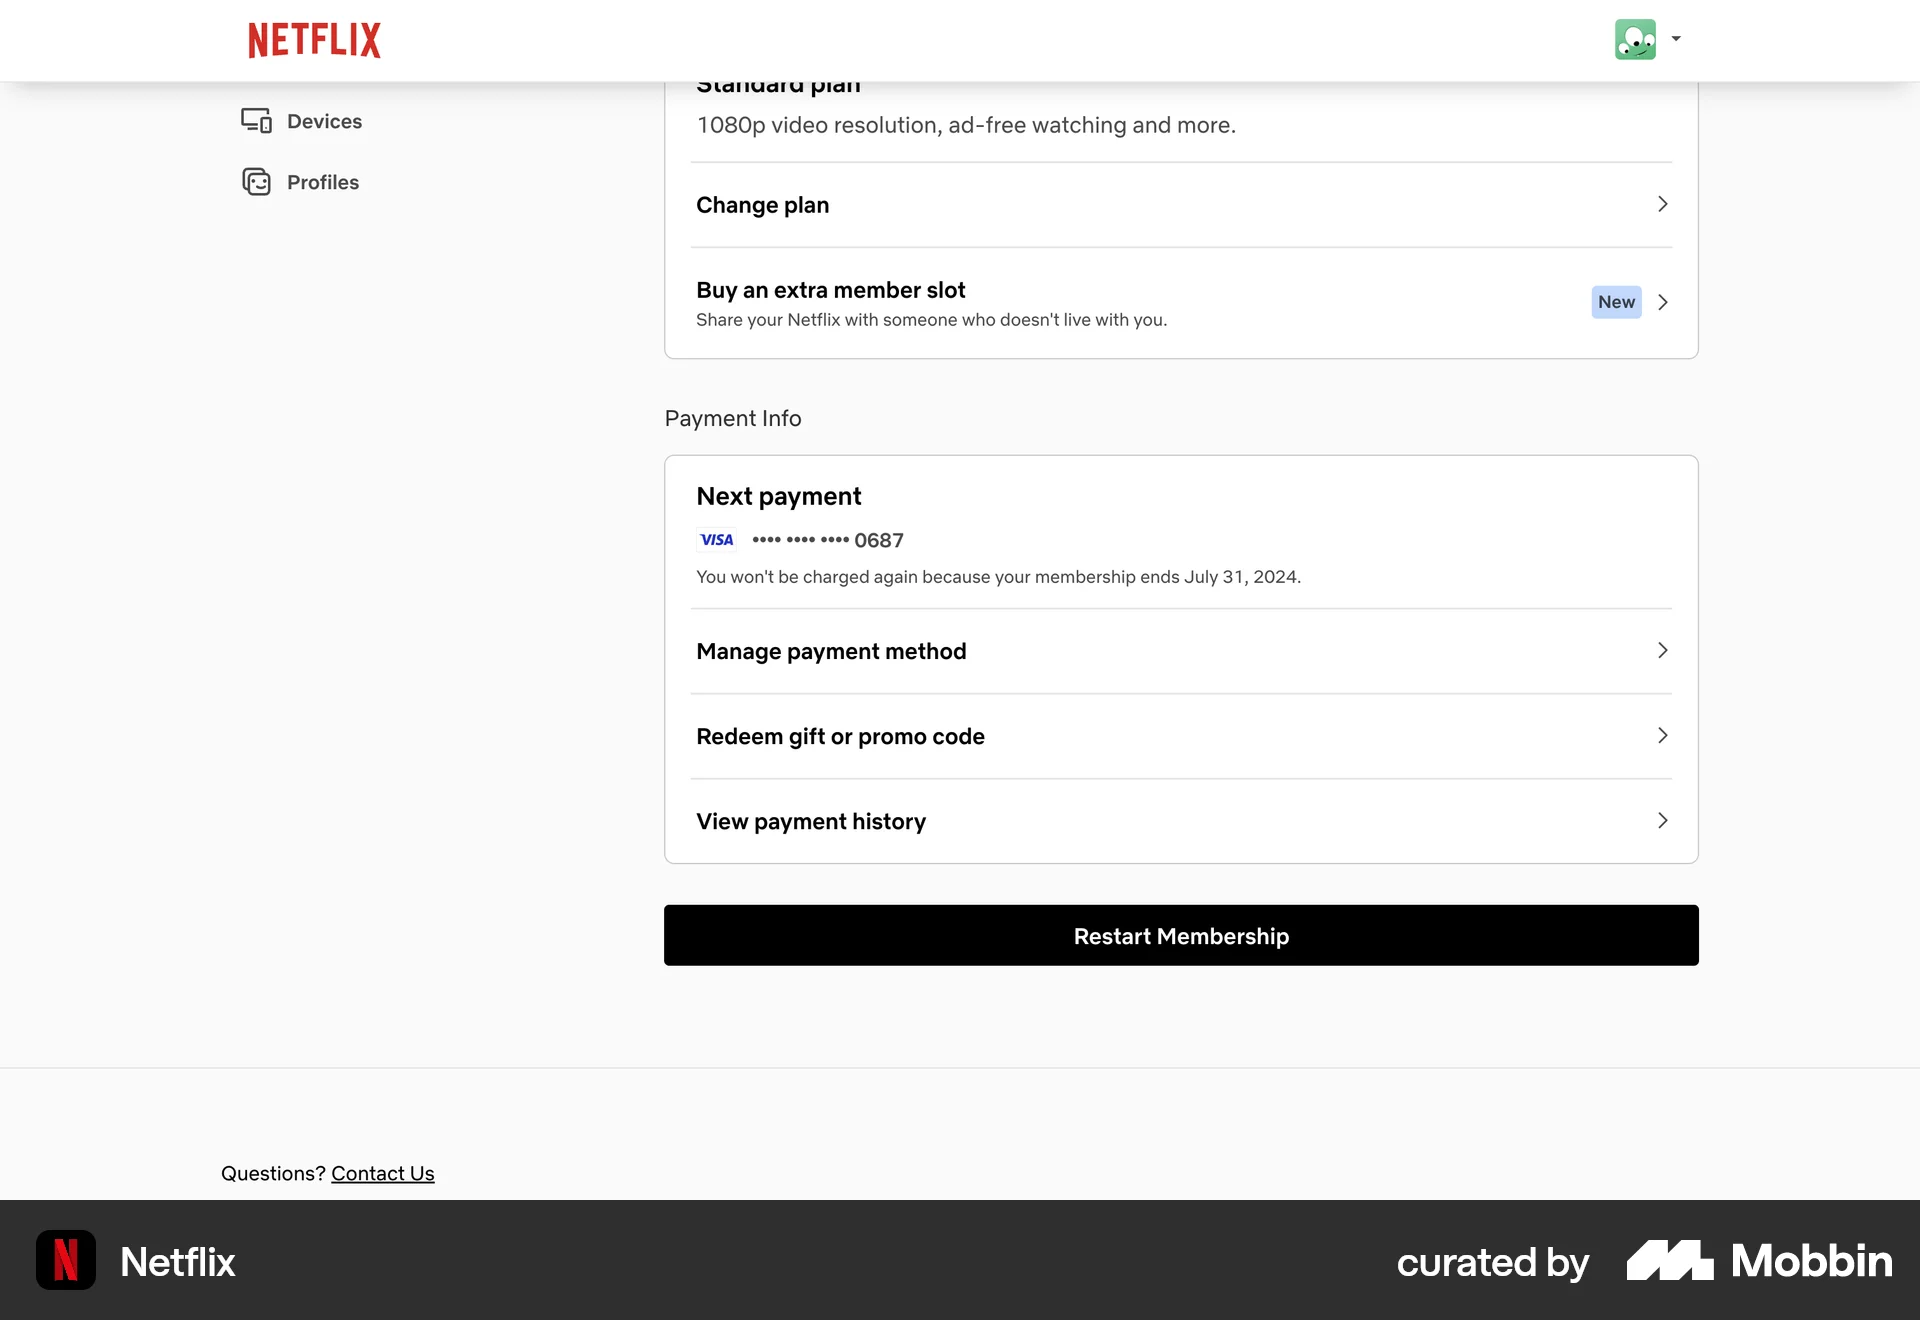 NETFLIX
Devices
Profiles
Standard plan
1080p video resolution, ad-free watching and more.
Change plan
Buy an extra member slot
Share your Netflix with someone who doesn't live with you.
New
Payment Info
Next payment
VISA •••• •••• •••• 0687
You won't be charged again because your membership ends July 31, 2024.
Manage payment method
Redeem gift or promo code
View payment history
Restart Membership
Questions? Contact Us
N Netflix
curated by Mobbin